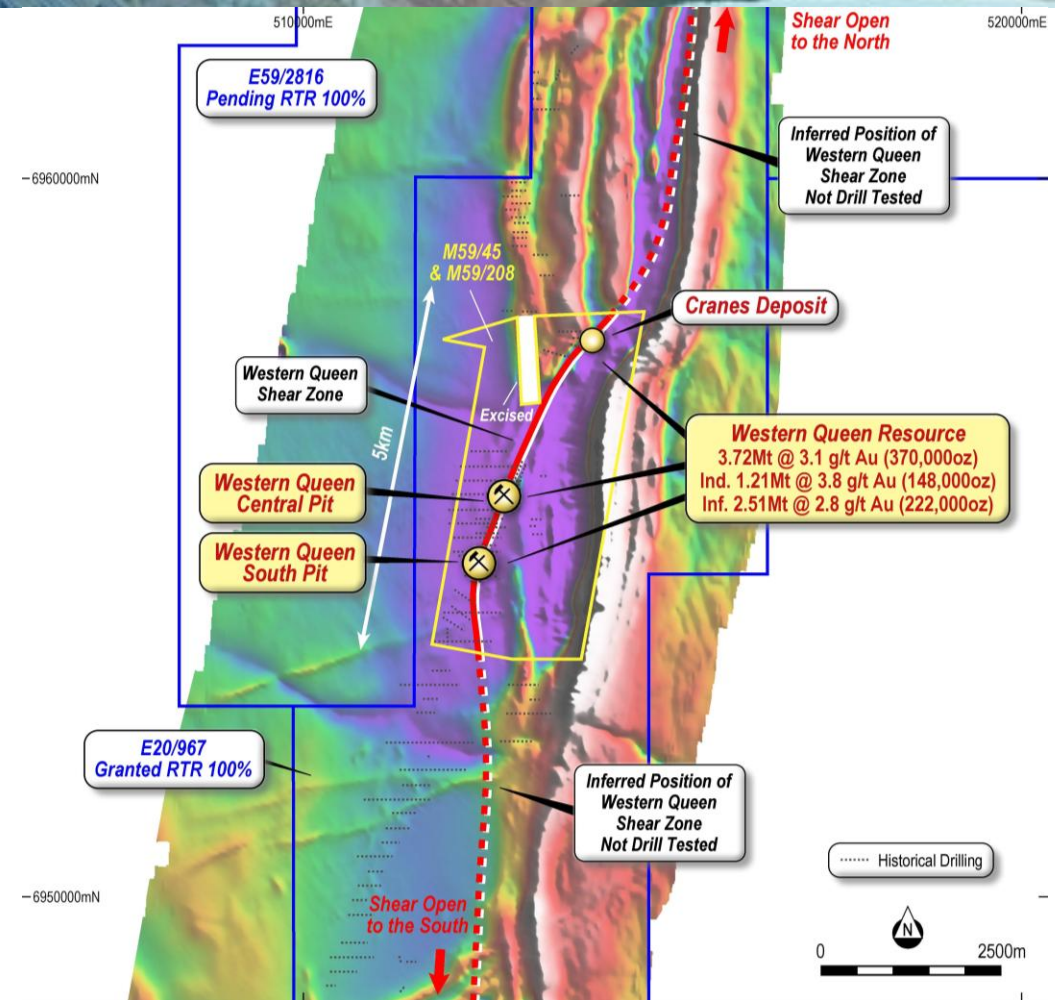 510000mE
520000mE
Shear Open
to the North
E59/2816
Pending RTR 100%
Inferred Position of
Western Queen
Shear Zone
Not Drill Tested
6960000mN
M59/45
& M59/208
Cranes Deposit
Western Queen
Shear Zone
Excised
5km
Western Queen Resource
3.72Mt @ 3.1 g/t Au (370,000oz)
Ind. 1.21Mt @ 3.8 g/t Au (148,000oz)
Inf. 2.51Mt @ 2.8 g/t Au (222,000oz)
Western Queen
Central Pit
Western Queen
South Pit
E20/967
Granted RTR 100%
Inferred Position of
Western Queen
Shear Zone
Not Drill Tested
Historical Drilling
6950000mN
Shear Open
to the South
N
0 2500m